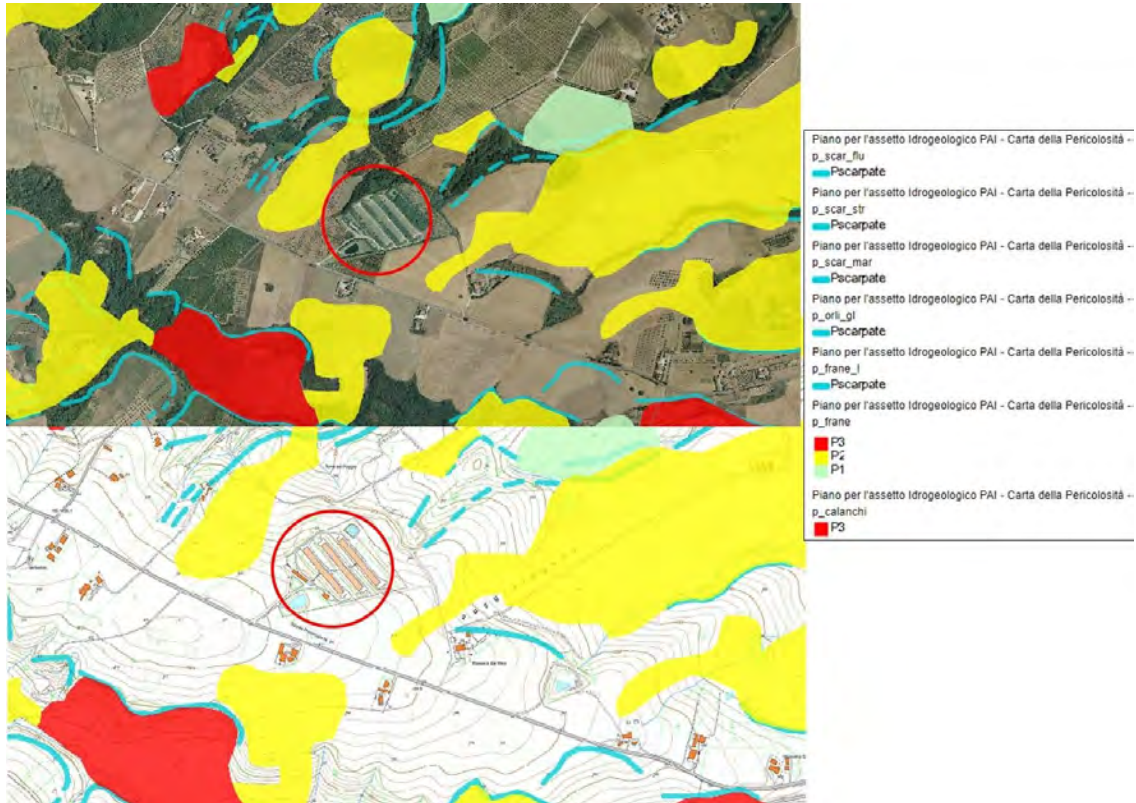 Piano per l'assetto Idrogeologico PAI - Carta della Pericolosità --
p_scar_flu
Pscarpate
Piano per l'assetto Idrogeologico PAI - Carta della Pericolosità --
p_scar_str
Pscarpate
Piano per l'assetto Idrogeologico PAI - Carta della Pericolosità --
p_scar_mar
Pscarpate
Piano per l'assetto Idrogeologico PAI - Carta della Pericolosità --
p_orli_gl
Pscarpate
Piano per l'assetto Idrogeologico PAI - Carta della Pericolosità --
p_frane_l
Pscarpate
Piano per l'assetto Idrogeologico PAI - Carta della Pericolosità --
p_frane
P3
P2
P1
Piano per l'assetto Idrogeologico PAI - Carta della Pericolosità --
p_calanchi
P3